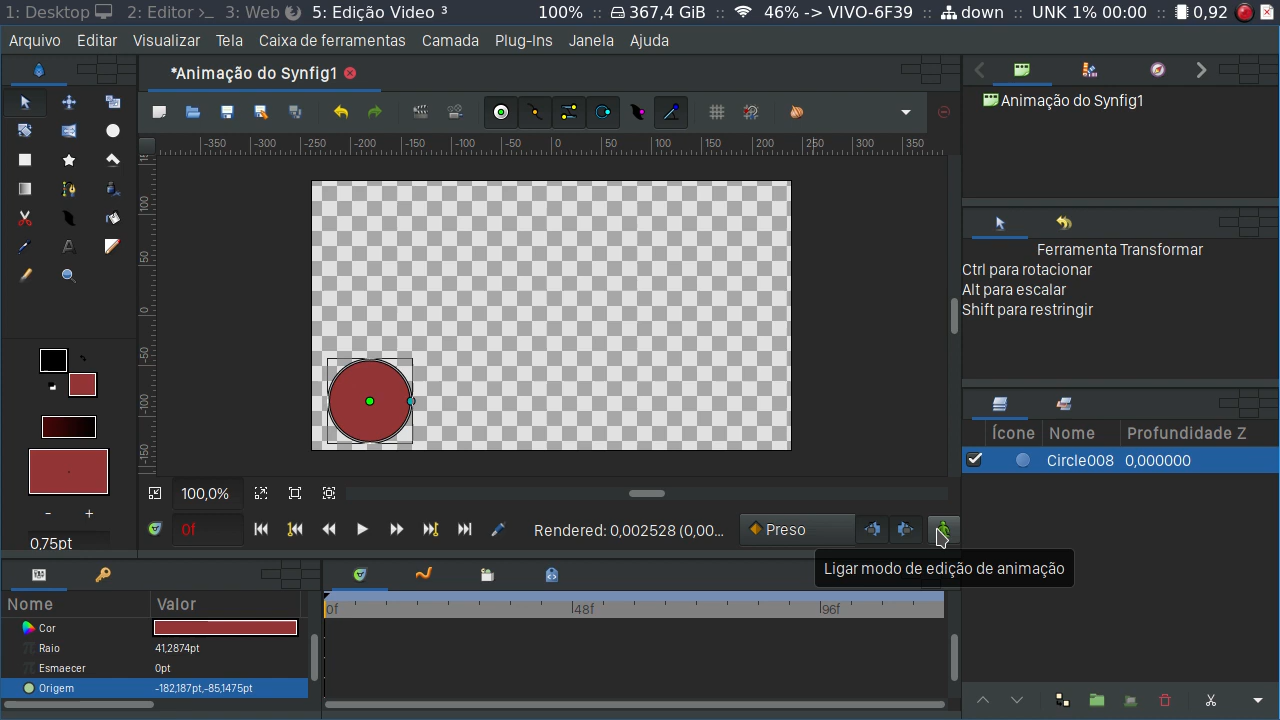 1: Desktop 2: Editor 3: Web 5: Edição Video ³ 100% :: 367,4 GiB :: 46% -> VIVO-6F39 :: down :: UNK 1% 00:00 :: 0,92
Arquivo Editar Visualizar Tela Caixa de ferramentas Camada Plug-Ins Janela Ajuda
*Animação do Synfig1
Animação do Synfig1
-350 -300 -250 -200 -150 -100 -50 0 50 100 150 200 250 300 350
100
50
0
-50
-100
-150
Ferramenta Transformar
Ctrl para rotacionar
Alt para escalar
Shift para restringir
Ícone Nome Profundidade Z
Circle008 0,000000
100,0%
0f Rendered: 0,002528 (0,00... Preso
- +
0,75pt
Ligar modo de edição de animação
Nome Valor
Cor
Raio 41,2874pt
Esmaecer 0pt
Origem -182,187pt,-85,1475pt
0f 48f 96f